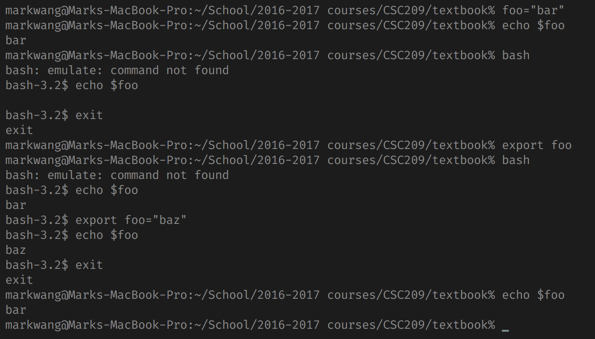 markwang@Marks-MacBook-Pro:~/School/2016-2017 courses/CSC209/textbook% foo="bar"
markwang@Marks-MacBook-Pro:~/School/2016-2017 courses/CSC209/textbook% echo $foo
bar
markwang@Marks-MacBook-Pro:~/School/2016-2017 courses/CSC209/textbook% bash
bash: emulate: command not found
bash-3.2$ echo $foo

bash-3.2$ exit
exit
markwang@Marks-MacBook-Pro:~/School/2016-2017 courses/CSC209/textbook% export foo
markwang@Marks-MacBook-Pro:~/School/2016-2017 courses/CSC209/textbook% bash
bash: emulate: command not found
bash-3.2$ echo $foo
bar
bash-3.2$ export foo="baz"
bash-3.2$ echo $foo
baz
bash-3.2$ exit
exit
markwang@Marks-MacBook-Pro:~/School/2016-2017 courses/CSC209/textbook% echo $foo
bar
markwang@Marks-MacBook-Pro:~/School/2016-2017 courses/CSC209/textbook% _